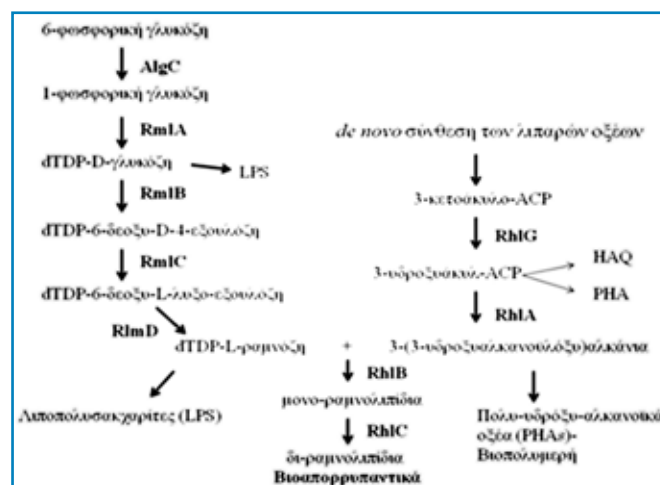 6-φωσφορική γλυκόζη
AlgC
1-φωσφορική γλυκόζη
RmlA
dTDP-D-γλυκόζη
LPS
RmlB
dTDP-6-δεοξυ-D-4-εξουλόζη
RmlC
dTDP-6-δεοξυ-L-λυξο-εξουλόζη
RlmD
dTDP-L-ραμνόζη
+
Λιποπολυσακχαρίτες (LPS)
de novo σύνθεση των λιπαρών οξέων
3-κετοάκυλο-ACP
RhlG
3-υδροξυακυλ-ACP
HAQ
PHA
RhlA
3-(3-υδροξυαλκανοϋλόξυ)αλκάνια
RhlB
μονο-ραμνολιπίδια
RhlC
δι-ραμνολιπίδια
Βιοαπορρυπαντικά
Πολυ-υδρόξυ-αλκανοϊκά
οξέα (PHAs)-
Βιοπολυμερή